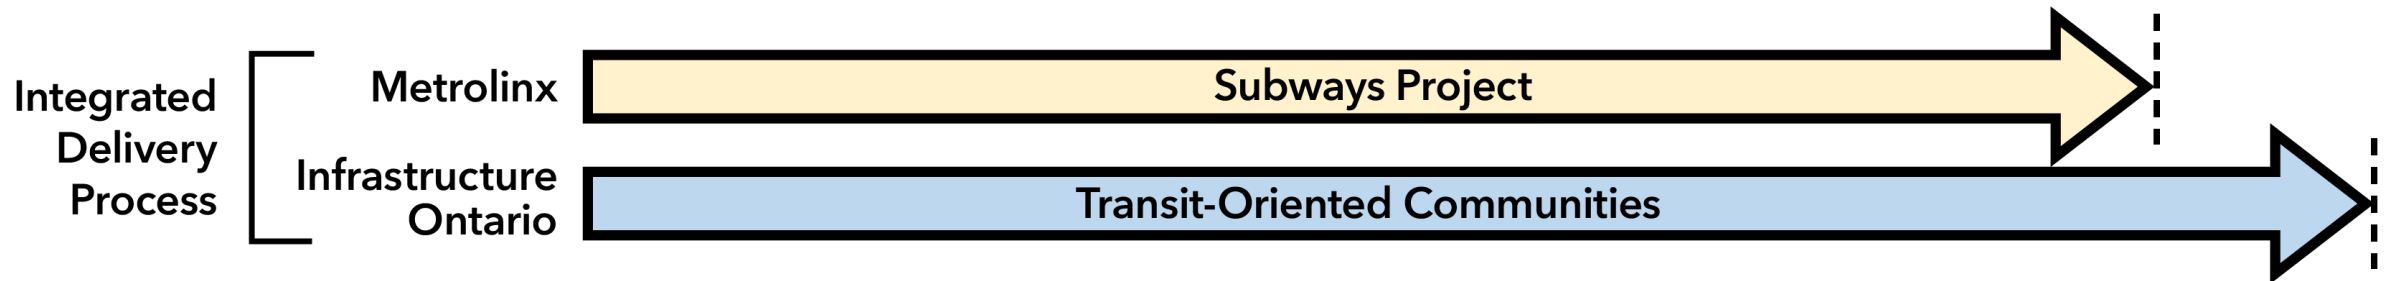 Integrated
Delivery
Process
Metrolinx
Subways Project
Infrastructure
Ontario
Transit-Oriented Communities